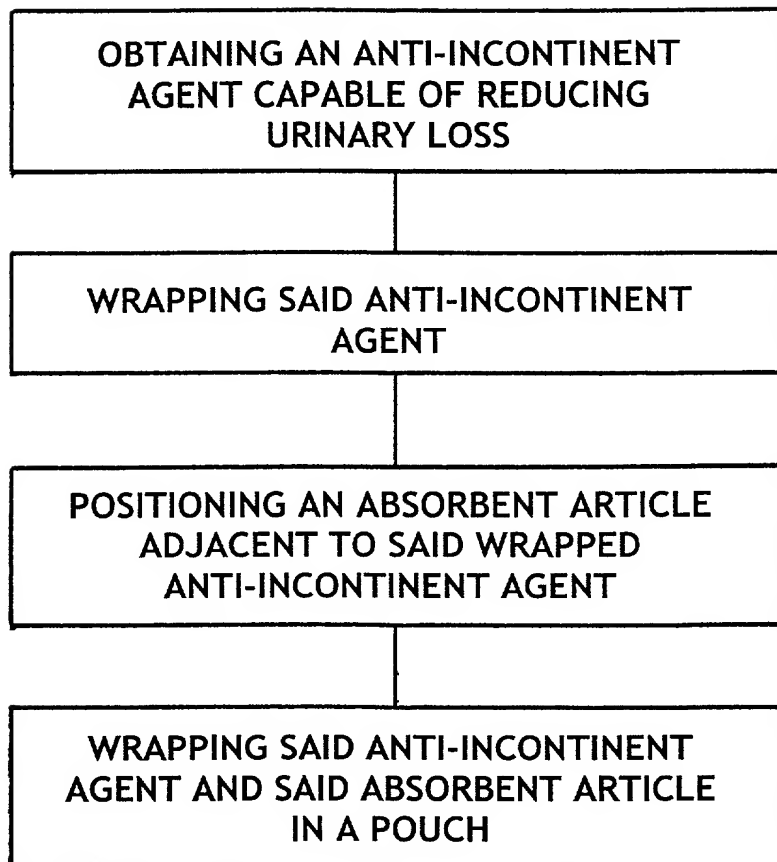 OBTAINING AN ANTI-INCONTINENT
AGENT CAPABLE OF REDUCING
URINARY LOSS
WRAPPING SAID ANTI-INCONTINENT
AGENT
POSITIONING AN ABSORBENT ARTICLE
ADJACENT TO SAID WRAPPED
ANTI-INCONTINENT AGENT
WRAPPING SAID ANTI-INCONTINENT
AGENT AND SAID ABSORBENT ARTICLE
IN A POUCH